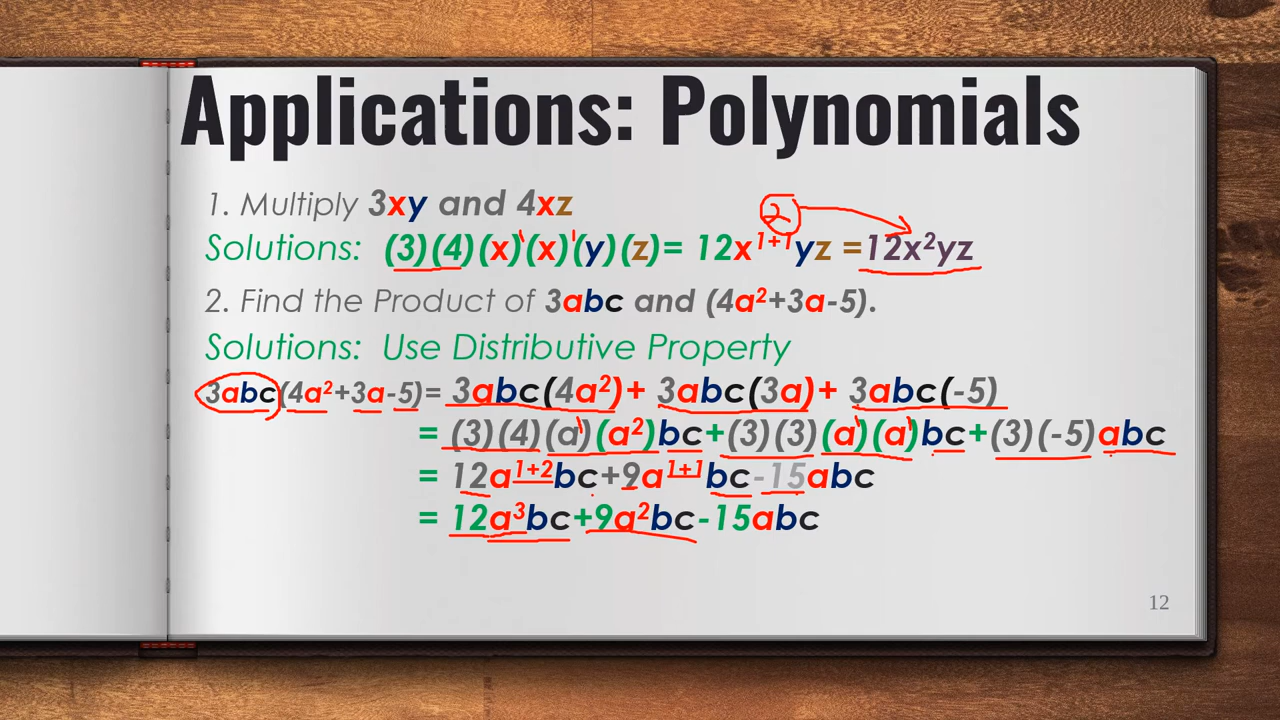 Applications: Polynomials
1. Multiply 3xy and 4xz
2
Solutions: (3)(4)(x)(x)(y)(z)= 12x¹⁺¹yz =12x²yz
2. Find the Product of 3abc and (4a²+3a-5).
Solutions: Use Distributive Property
3abc(4a²+3a-5)= 3abc(4a²)+ 3abc(3a)+ 3abc(-5)
= (3)(4)(a)(a²)bc+(3)(3)(a)(a)bc+(3)(-5)abc
= 12a¹⁺²bc+9a¹⁺¹bc-15abc
= 12a³bc+9a²bc-15abc
12